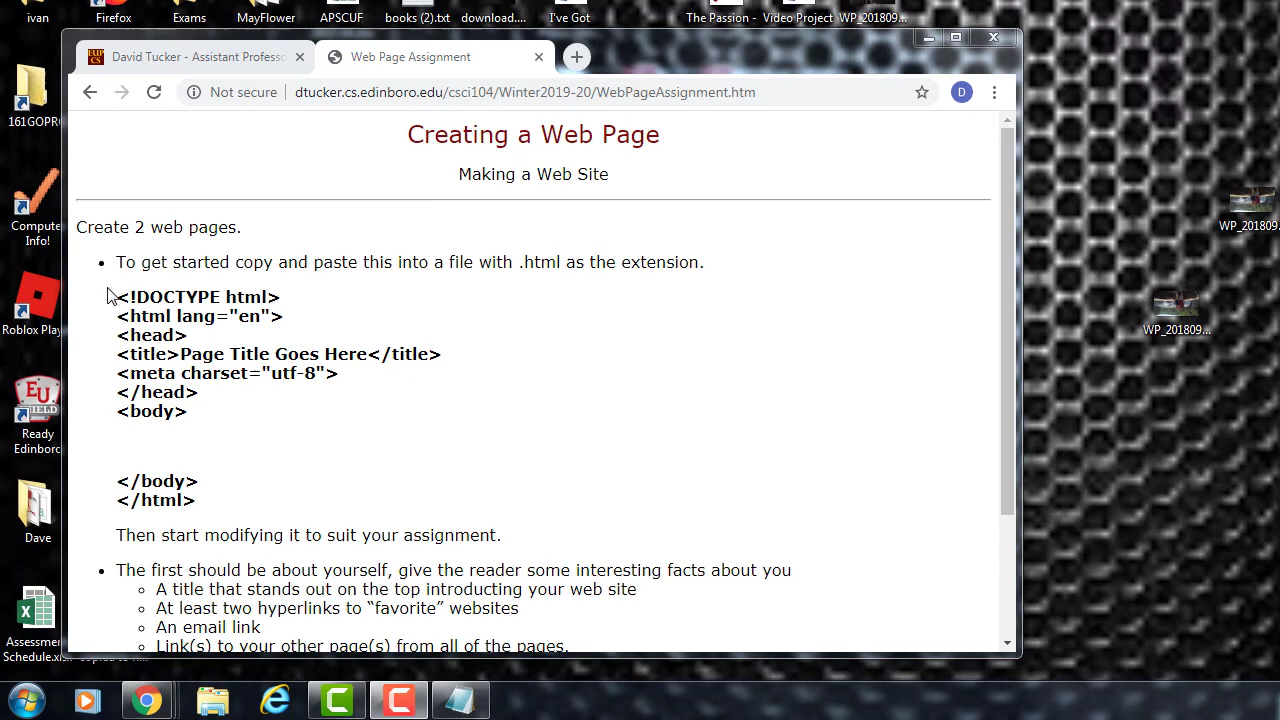 ivan
Firefox
Exams
MayFlower
APSCUF
books (2).txt
download....
I've Got
The Passion -
Video Project
WP_201809...
David Tucker - Assistant Professo
Web Page Assignment
Not secure
dtucker.cs.edinboro.edu/csci104/Winter2019-20/WebPageAssignment.htm
D
Creating a Web Page
Making a Web Site
Create 2 web pages.
• To get started copy and paste this into a file with .html as the extension.
<!DOCTYPE html>
<html lang="en">
<head>
<title>Page Title Goes Here</title>
<meta charset="utf-8">
</head>
<body>
</body>
</html>
Then start modifying it to suit your assignment.
• The first should be about yourself, give the reader some interesting facts about you
◦ A title that stands out on the top introducting your web site
◦ At least two hyperlinks to “favorite” websites
◦ An email link
◦ Link(s) to your other page(s) from all of the pages.
161GOPR
Compute
Info!
Roblox Play
EU
SHIELD
Ready
Edinboro
Dave
Assessm
Schedule.xls
WP_201809...
WP_201809...